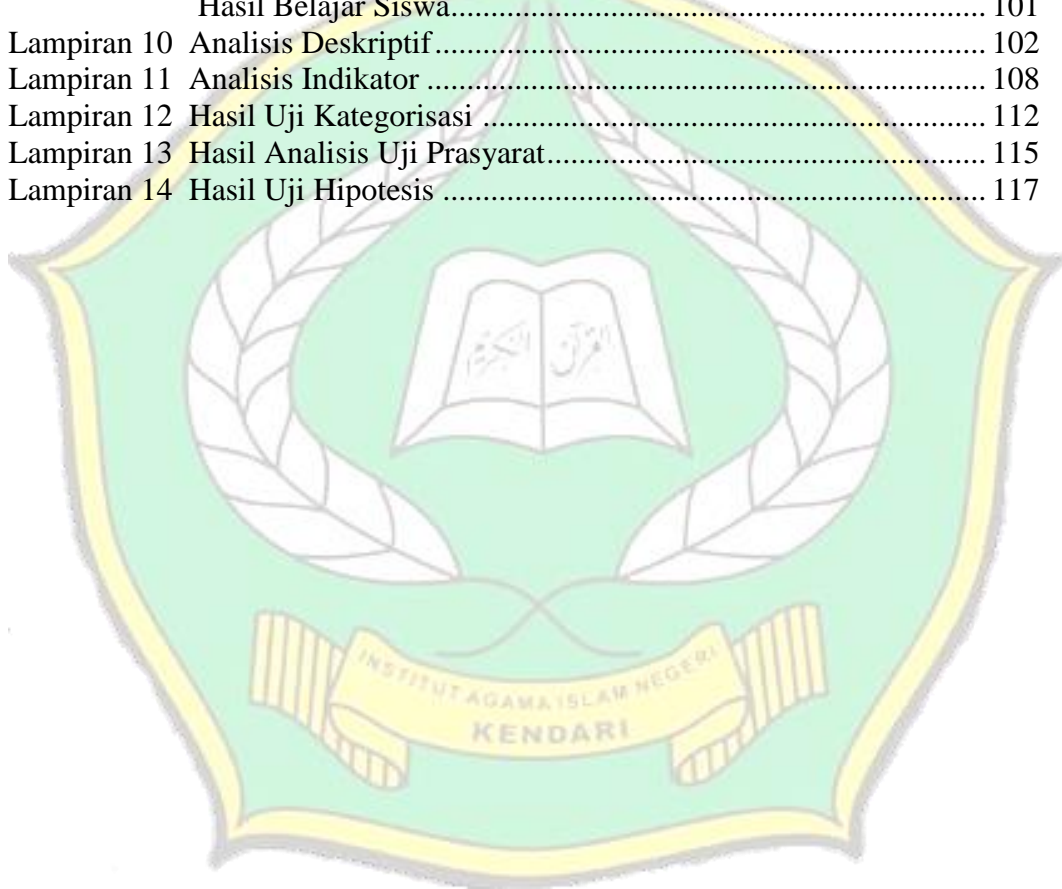 Hasil Belajar Siswa.................................................................... 101
Lampiran 10 Analisis Deskriptif..................................................................... 102
Lampiran 11 Analisis Indikator ...................................................................... 108
Lampiran 12 Hasil Uji Kategorisasi ............................................................... 112
Lampiran 13 Hasil Analisis Uji Prasyarat....................................................... 115
Lampiran 14 Hasil Uji Hipotesis .................................................................... 117
القرآن الكريم
INSTITUT AGAMA ISLAM NEGERI
KENDARI